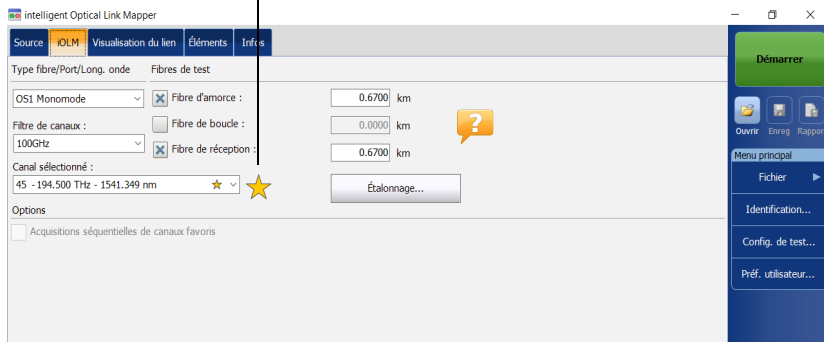 intelligent Optical Link Mapper
Source iOLM Visualisation du lien Éléments Infos
Type fibre/Port/Long. onde Fibres de test
OS1 Monomode Fibre d'amorce : 0.6700 km
Filtre de canaux : Fibre de boucle : 0.0000 km
100GHz Fibre de réception : 0.6700 km
Canal sélectionné :
45 - 194.500 THz - 1541.349 nm Étalonnage...
Options
Acquisitions séquentielles de canaux favoris
Démarrer
Ouvrir Enreg Rappor
Menu principal
Fichier
Identification...
Config. de test...
Préf. utilisateur...